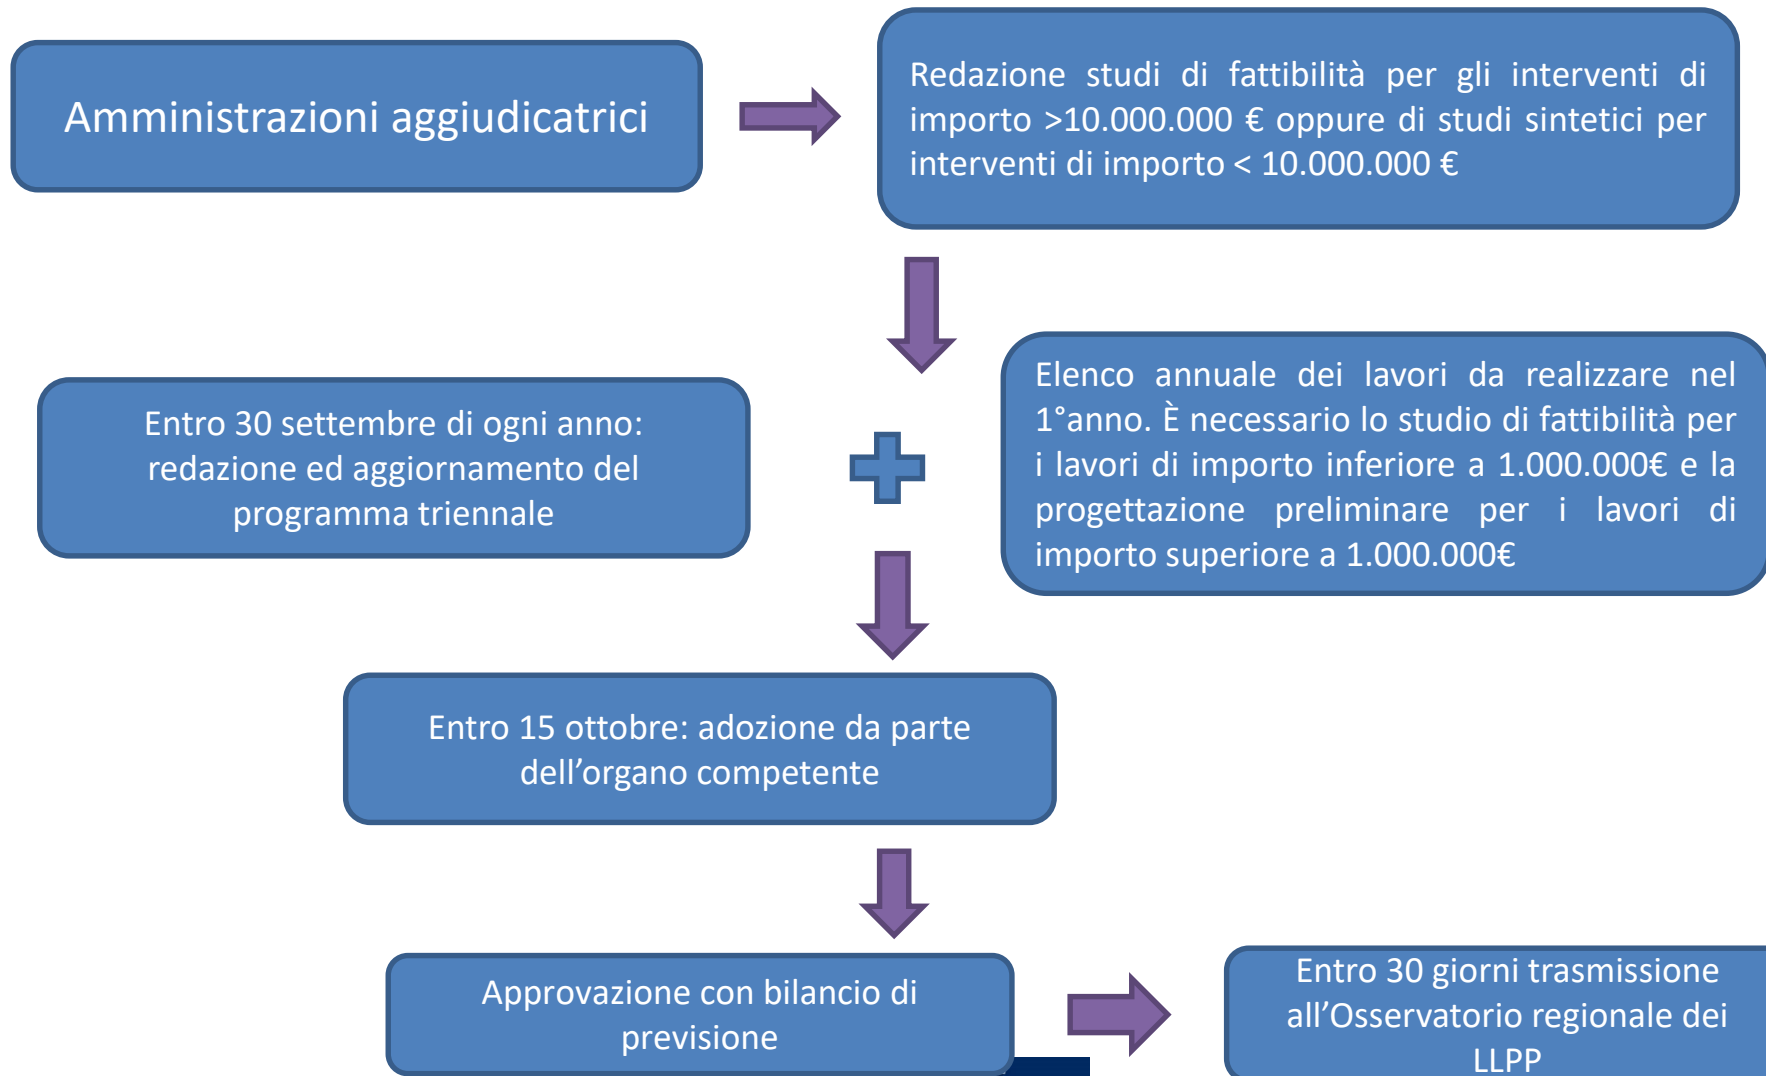 Amministrazioni aggiudicatrici
Redazione studi di fattibilità per gli interventi di
importo >10.000.000 € oppure di studi sintetici per
interventi di importo < 10.000.000 €
Entro 30 settembre di ogni anno:
redazione ed aggiornamento del
programma triennale
Elenco annuale dei lavori da realizzare nel
1°anno. È necessario lo studio di fattibilità per
i lavori di importo inferiore a 1.000.000€ e la
progettazione preliminare per i lavori di
importo superiore a 1.000.000€
Entro 15 ottobre: adozione da parte
dell’organo competente
Approvazione con bilancio di
previsione
Entro 30 giorni trasmissione
all’Osservatorio regionale dei
LLPP